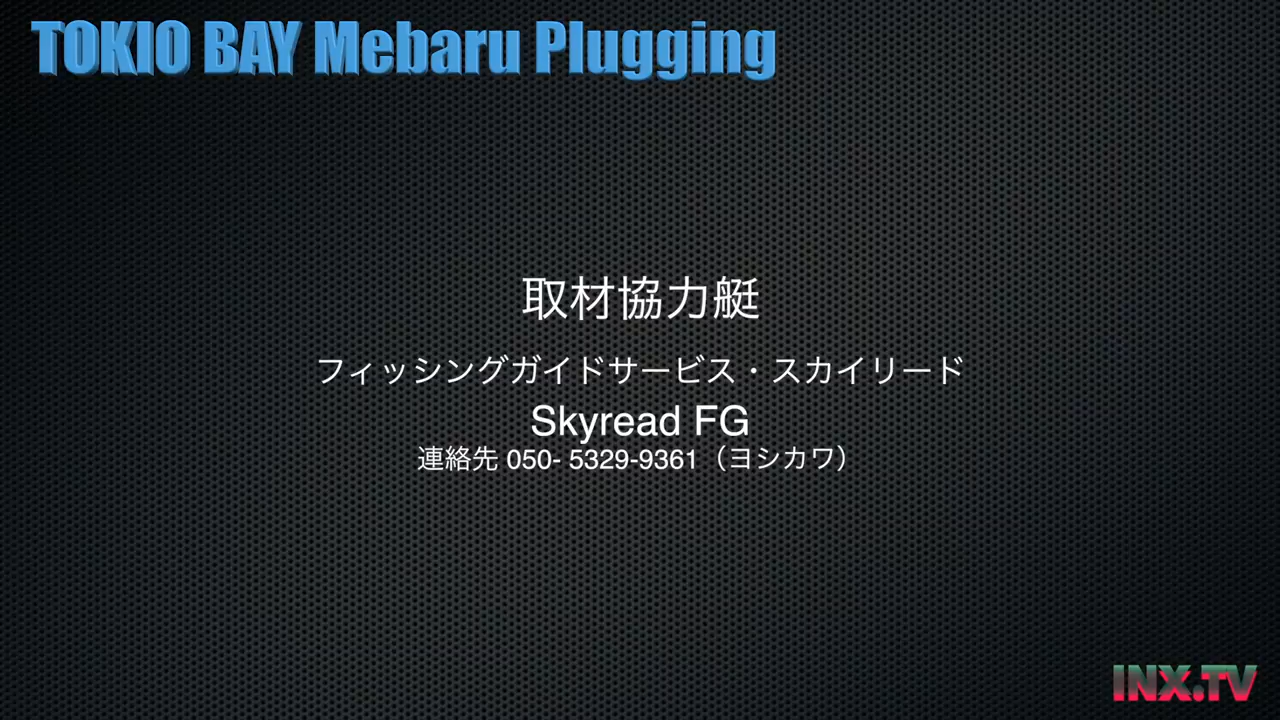 TOKIO BAY Mebaru Plugging
取材協力艇
フィッシングガイドサービス・スカイリード
Skyread FG
連絡先 050- 5329-9361（ヨシカワ）
INX.TV